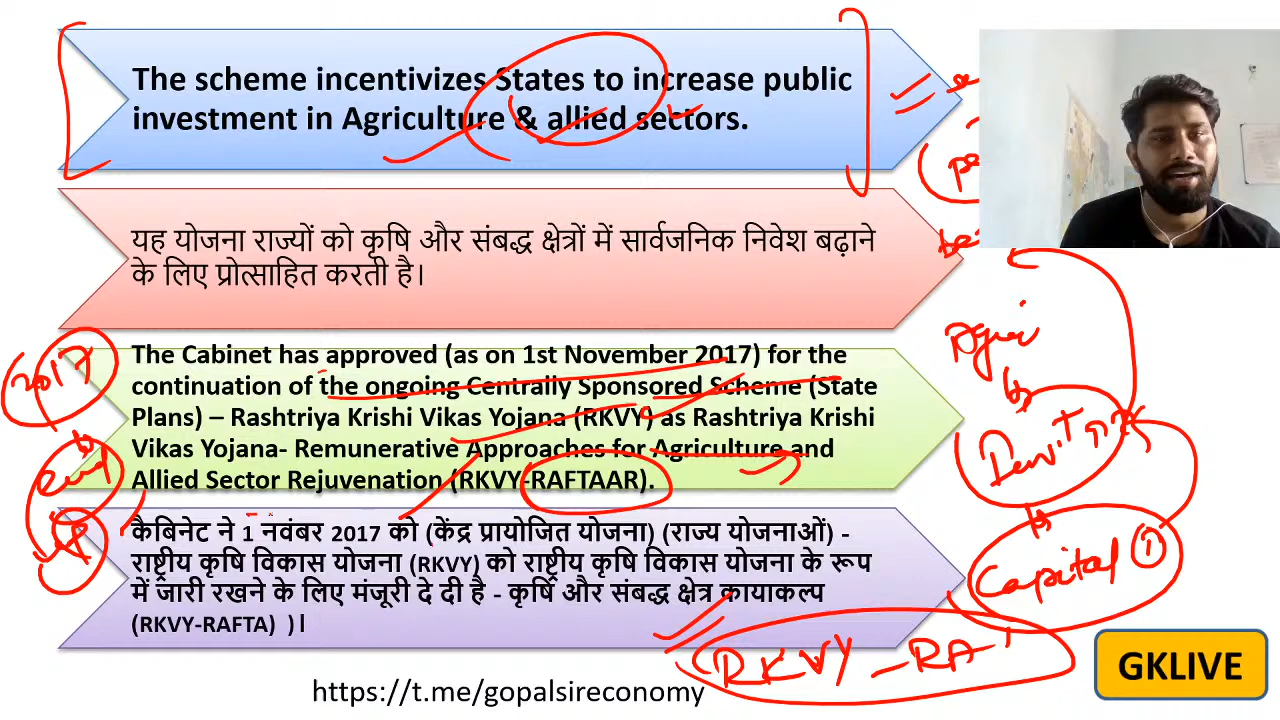 The scheme incentivizes States to increase public
investment in Agriculture & allied sectors.
यह योजना राज्यों को कृषि और संबद्ध क्षेत्रों में सार्वजनिक निवेश बढ़ाने
के लिए प्रोत्साहित करती है।
The Cabinet has approved (as on 1st November 2017) for the
continuation of the ongoing Centrally Sponsored Scheme (State
Plans) – Rashtriya Krishi Vikas Yojana (RKVY) as Rashtriya Krishi
Vikas Yojana- Remunerative Approaches for Agriculture and
Allied Sector Rejuvenation (RKVY-RAFTAAR).
कैबिनेट ने 1 नवंबर 2017 को (केंद्र प्रायोजित योजना) (राज्य योजनाओं) -
राष्ट्रीय कृषि विकास योजना (RKVY) को राष्ट्रीय कृषि विकास योजना के रूप
में जारी रखने के लिए मंजूरी दे दी है - कृषि और संबद्ध क्षेत्र कायाकल्प
(RKVY-RAFTA) )।
2017
Agri
Capital ①
RKVY -RA
https://t.me/gopalsireconomy
GKLIVE